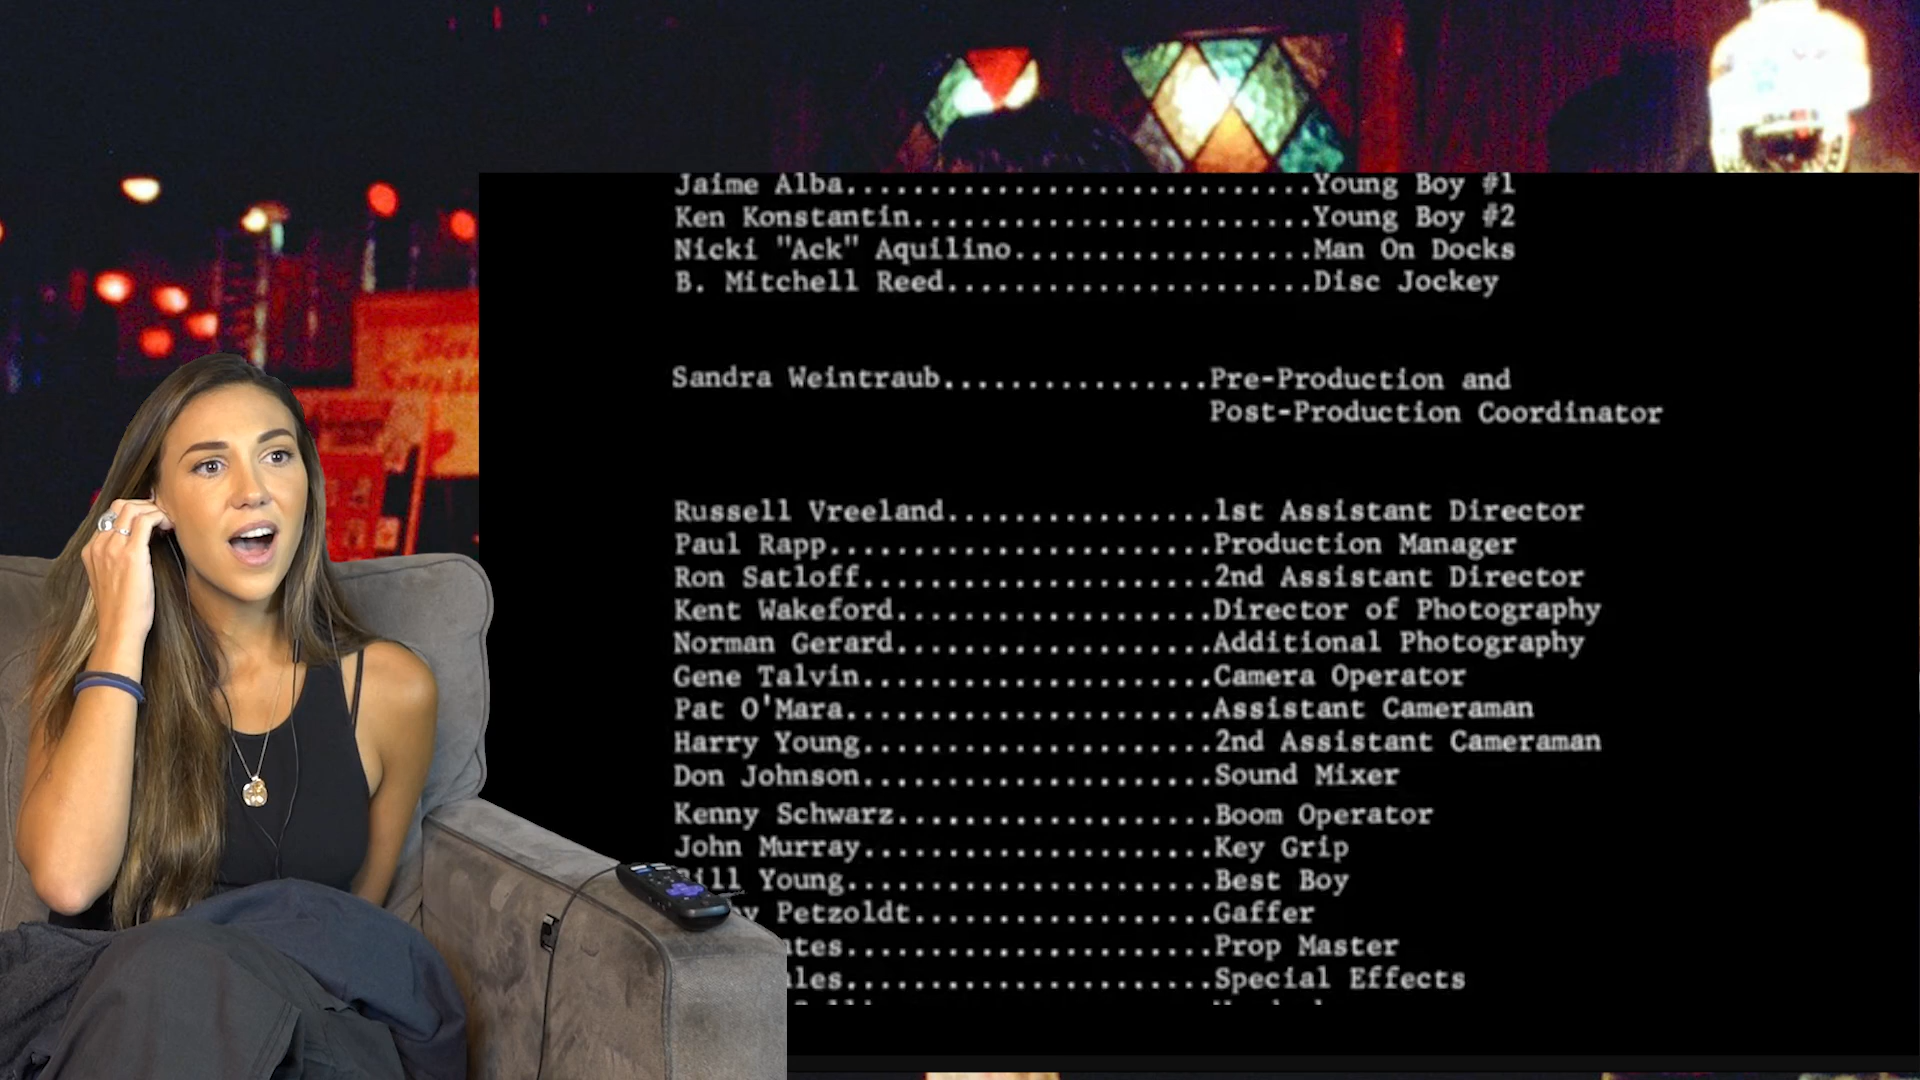 Jaime Alba............................Young Boy #1
Ken Konstantin........................Young Boy #2
Nicki "Ack" Aquilino..................Man On Docks
B. Mitchell Reed......................Disc Jockey
Sandra Weintraub................Pre-Production and
Post-Production Coordinator
Russell Vreeland................1st Assistant Director
Paul Rapp.......................Production Manager
Ron Satloff.....................2nd Assistant Director
Kent Wakeford...................Director of Photography
Norman Gerard...................Additional Photography
Gene Talvin.....................Camera Operator
Pat O'Mara......................Assistant Cameraman
Harry Young.....................2nd Assistant Cameraman
Don Johnson.....................Sound Mixer
Kenny Schwarz...................Boom Operator
John Murray.....................Key Grip
Bill Young......................Best Boy
Petzoldt..................Gaffer
Prop Master
Special Effects